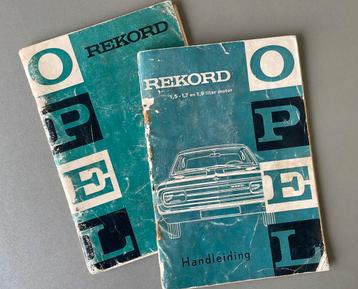 REKORD
O
P
E
L
REKORD
1,5 - 1,7 en 1,9 liter motor
O
P
E
L
Handleiding